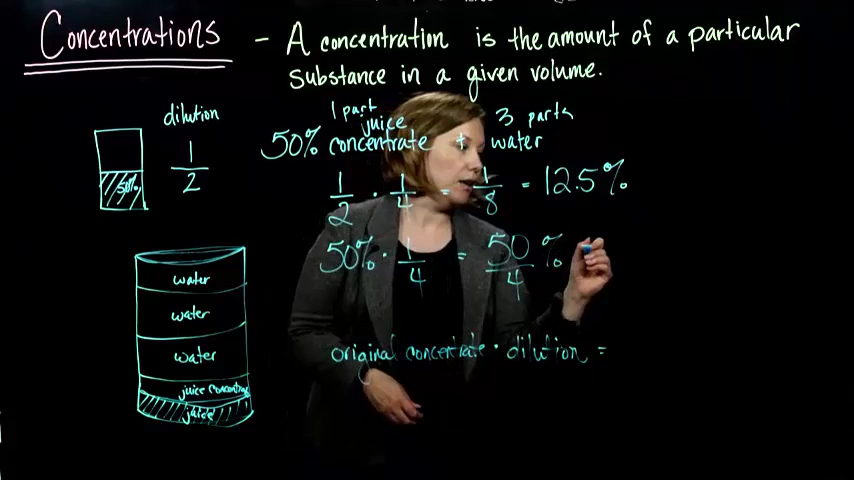 Concentrations - A concentration is the amount of a particular
substance in a given volume.
dilution
1
2
50%
1 part juice
3 parts
50% concentrate + water
1/2 · 1/4 = 1/8 = 12.5%
50% · 1/4 = 50/4 %
original concentrate · dilution =
water
water
water
juice